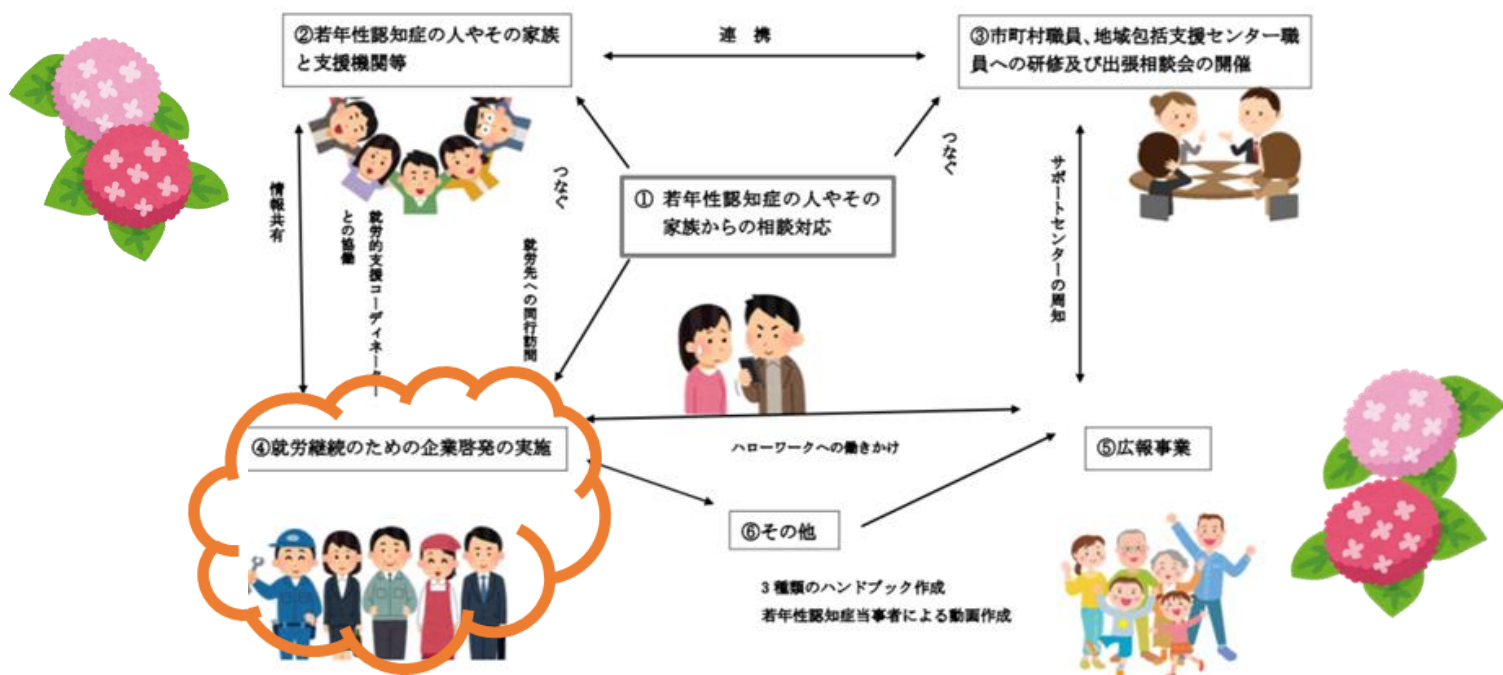 ②若年性認知症の人やその家族
と支援機関等
連 携
③市町村職員、地域包括支援センター職
員への研修及び出張相談会の開催
つなぐ
つなぐ
① 若年性認知症の人やその
家族からの相談対応
情報共有
就労的支援コーディネーター
との協働
就労先への同行訪問
サポートセンターの周知
④就労継続のための企業啓発の実施
ハローワークへの働きかけ
⑤広報事業
⑥その他
3種類のハンドブック作成
若年性認知症当事者による動画作成